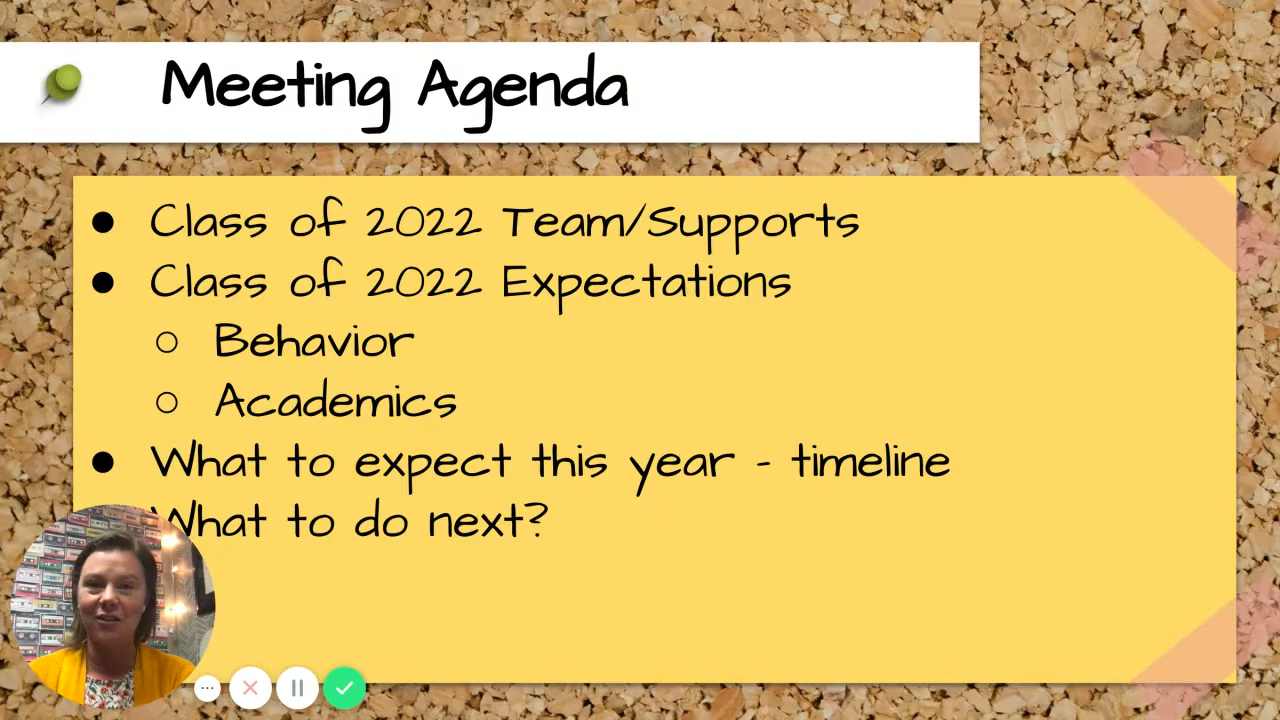 Meeting Agenda
● Class of 2022 Team/Supports
● Class of 2022 Expectations
○ Behavior
○ Academics
● What to expect this year - timeline
What to do next?